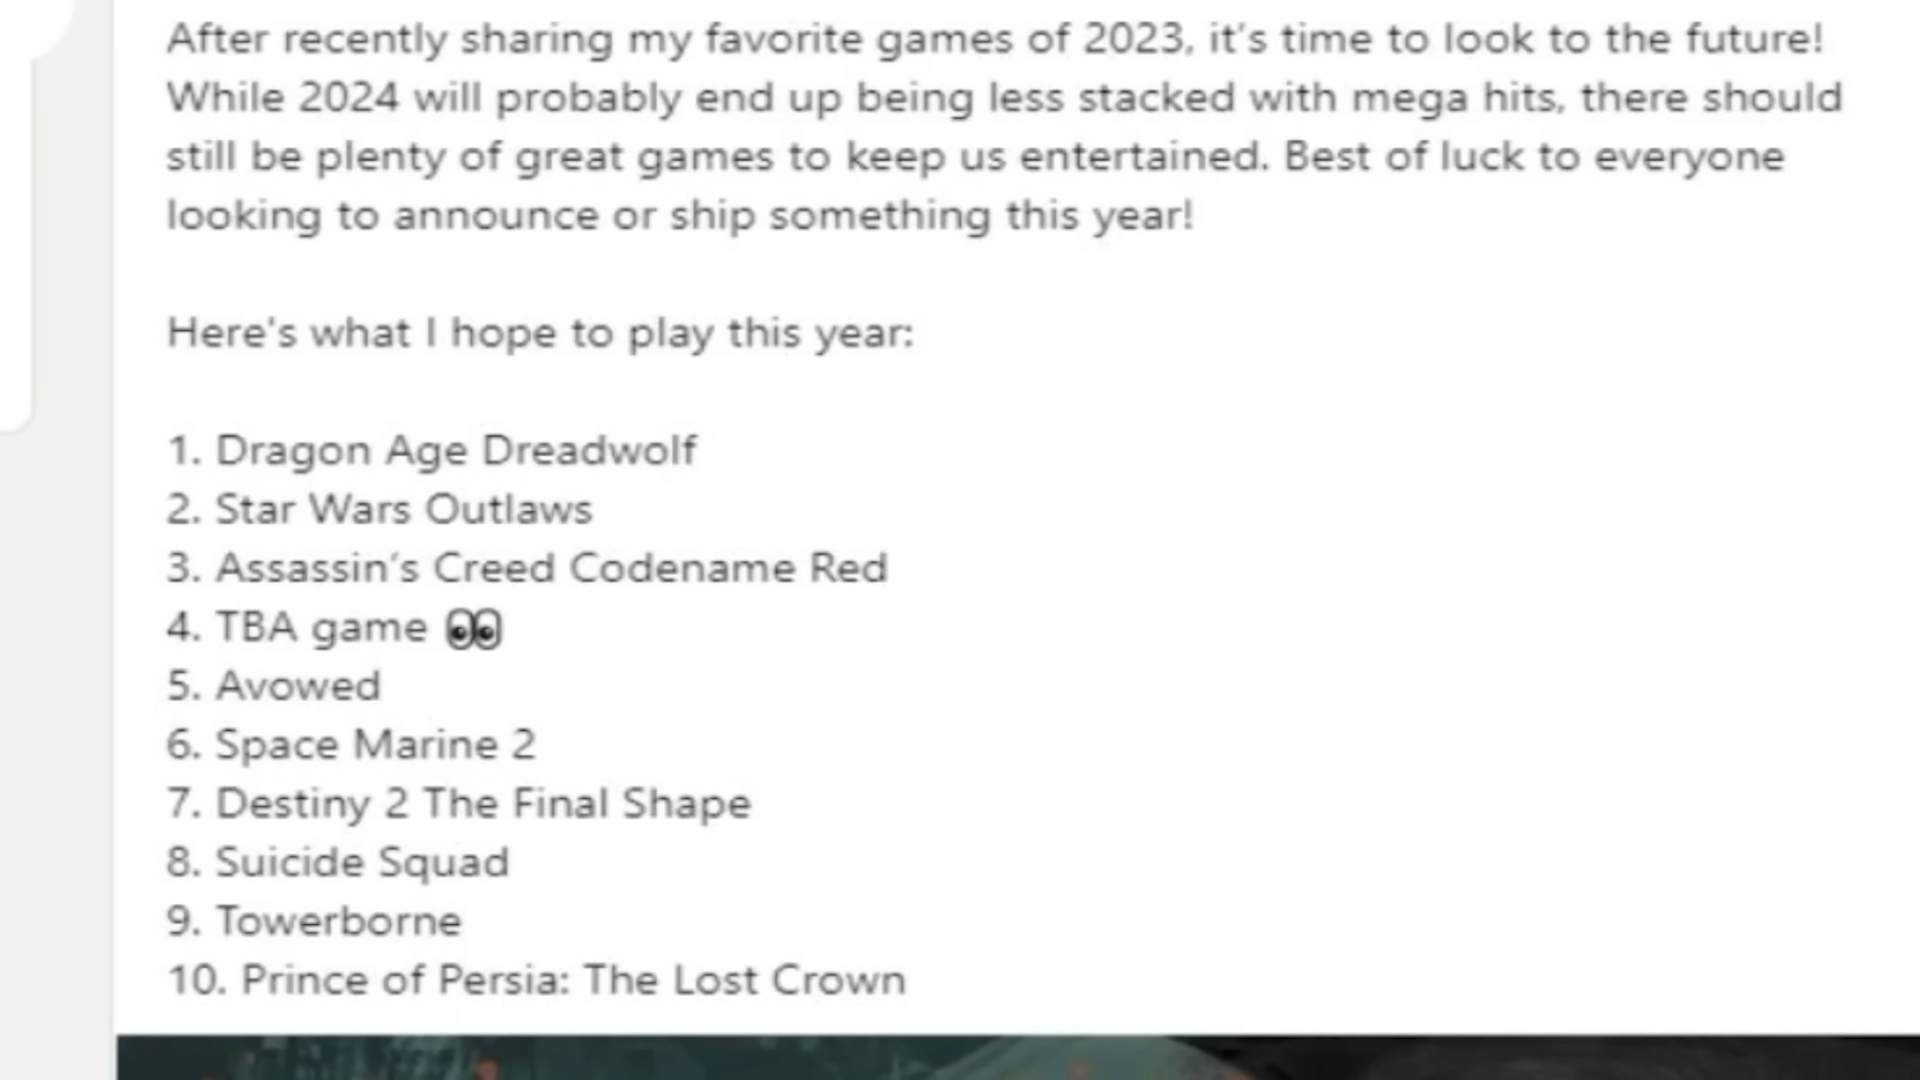 After recently sharing my favorite games of 2023, it’s time to look to the future!
While 2024 will probably end up being less stacked with mega hits, there should
still be plenty of great games to keep us entertained. Best of luck to everyone
looking to announce or ship something this year!
Here's what I hope to play this year:
1. Dragon Age Dreadwolf
2. Star Wars Outlaws
3. Assassin’s Creed Codename Red
4. TBA game 👀
5. Avowed
6. Space Marine 2
7. Destiny 2 The Final Shape
8. Suicide Squad
9. Towerborne
10. Prince of Persia: The Lost Crown